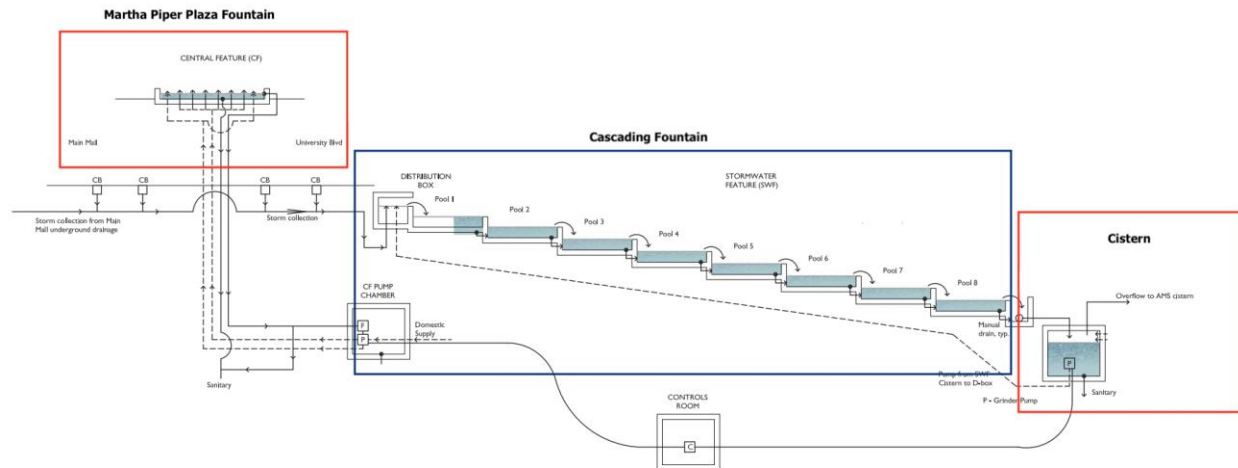 Martha Piper Plaza Fountain
CENTRAL FEATURE (CF)
Main Mall
University Blvd
Cascading Fountain
CB
CB
CB
CB
DISTRIBUTION
BOX
STORMWATER
FEATURE (SWF)
Storm collection from Main
Mall underground drainage
Storm collection
Pool 1
Pool 2
Pool 3
Pool 4
Pool 5
Pool 6
Pool 7
Pool 8
Cistern
Overflow to AMS cistern
CF PUMP
CHAMBER
F
P
Domestic
Supply
Manual
drain, typ.
P
Sanitary
Pump from SWF
Cistern to D-box
P = Grinder Pump
Sanitary
CONTROLS
ROOM
C